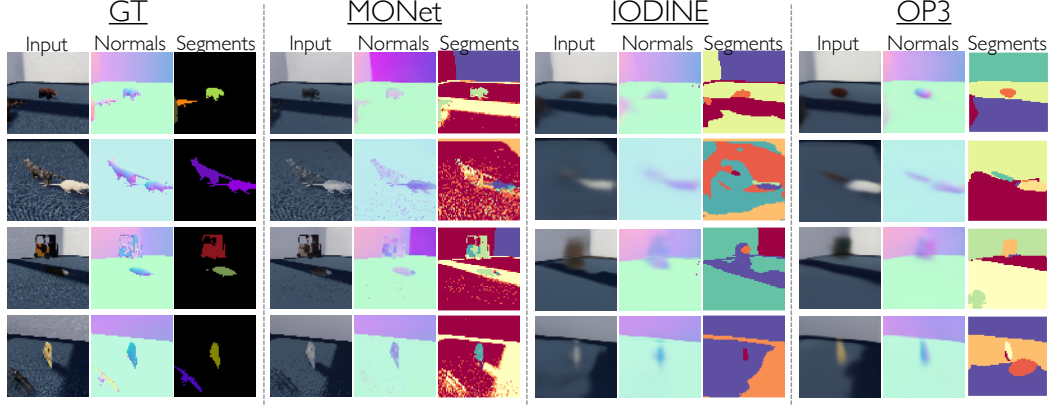 GT MONet IODINE OP3
Input Normals Segments Input Normals Segments Input Normals Segments Input Normals Segments